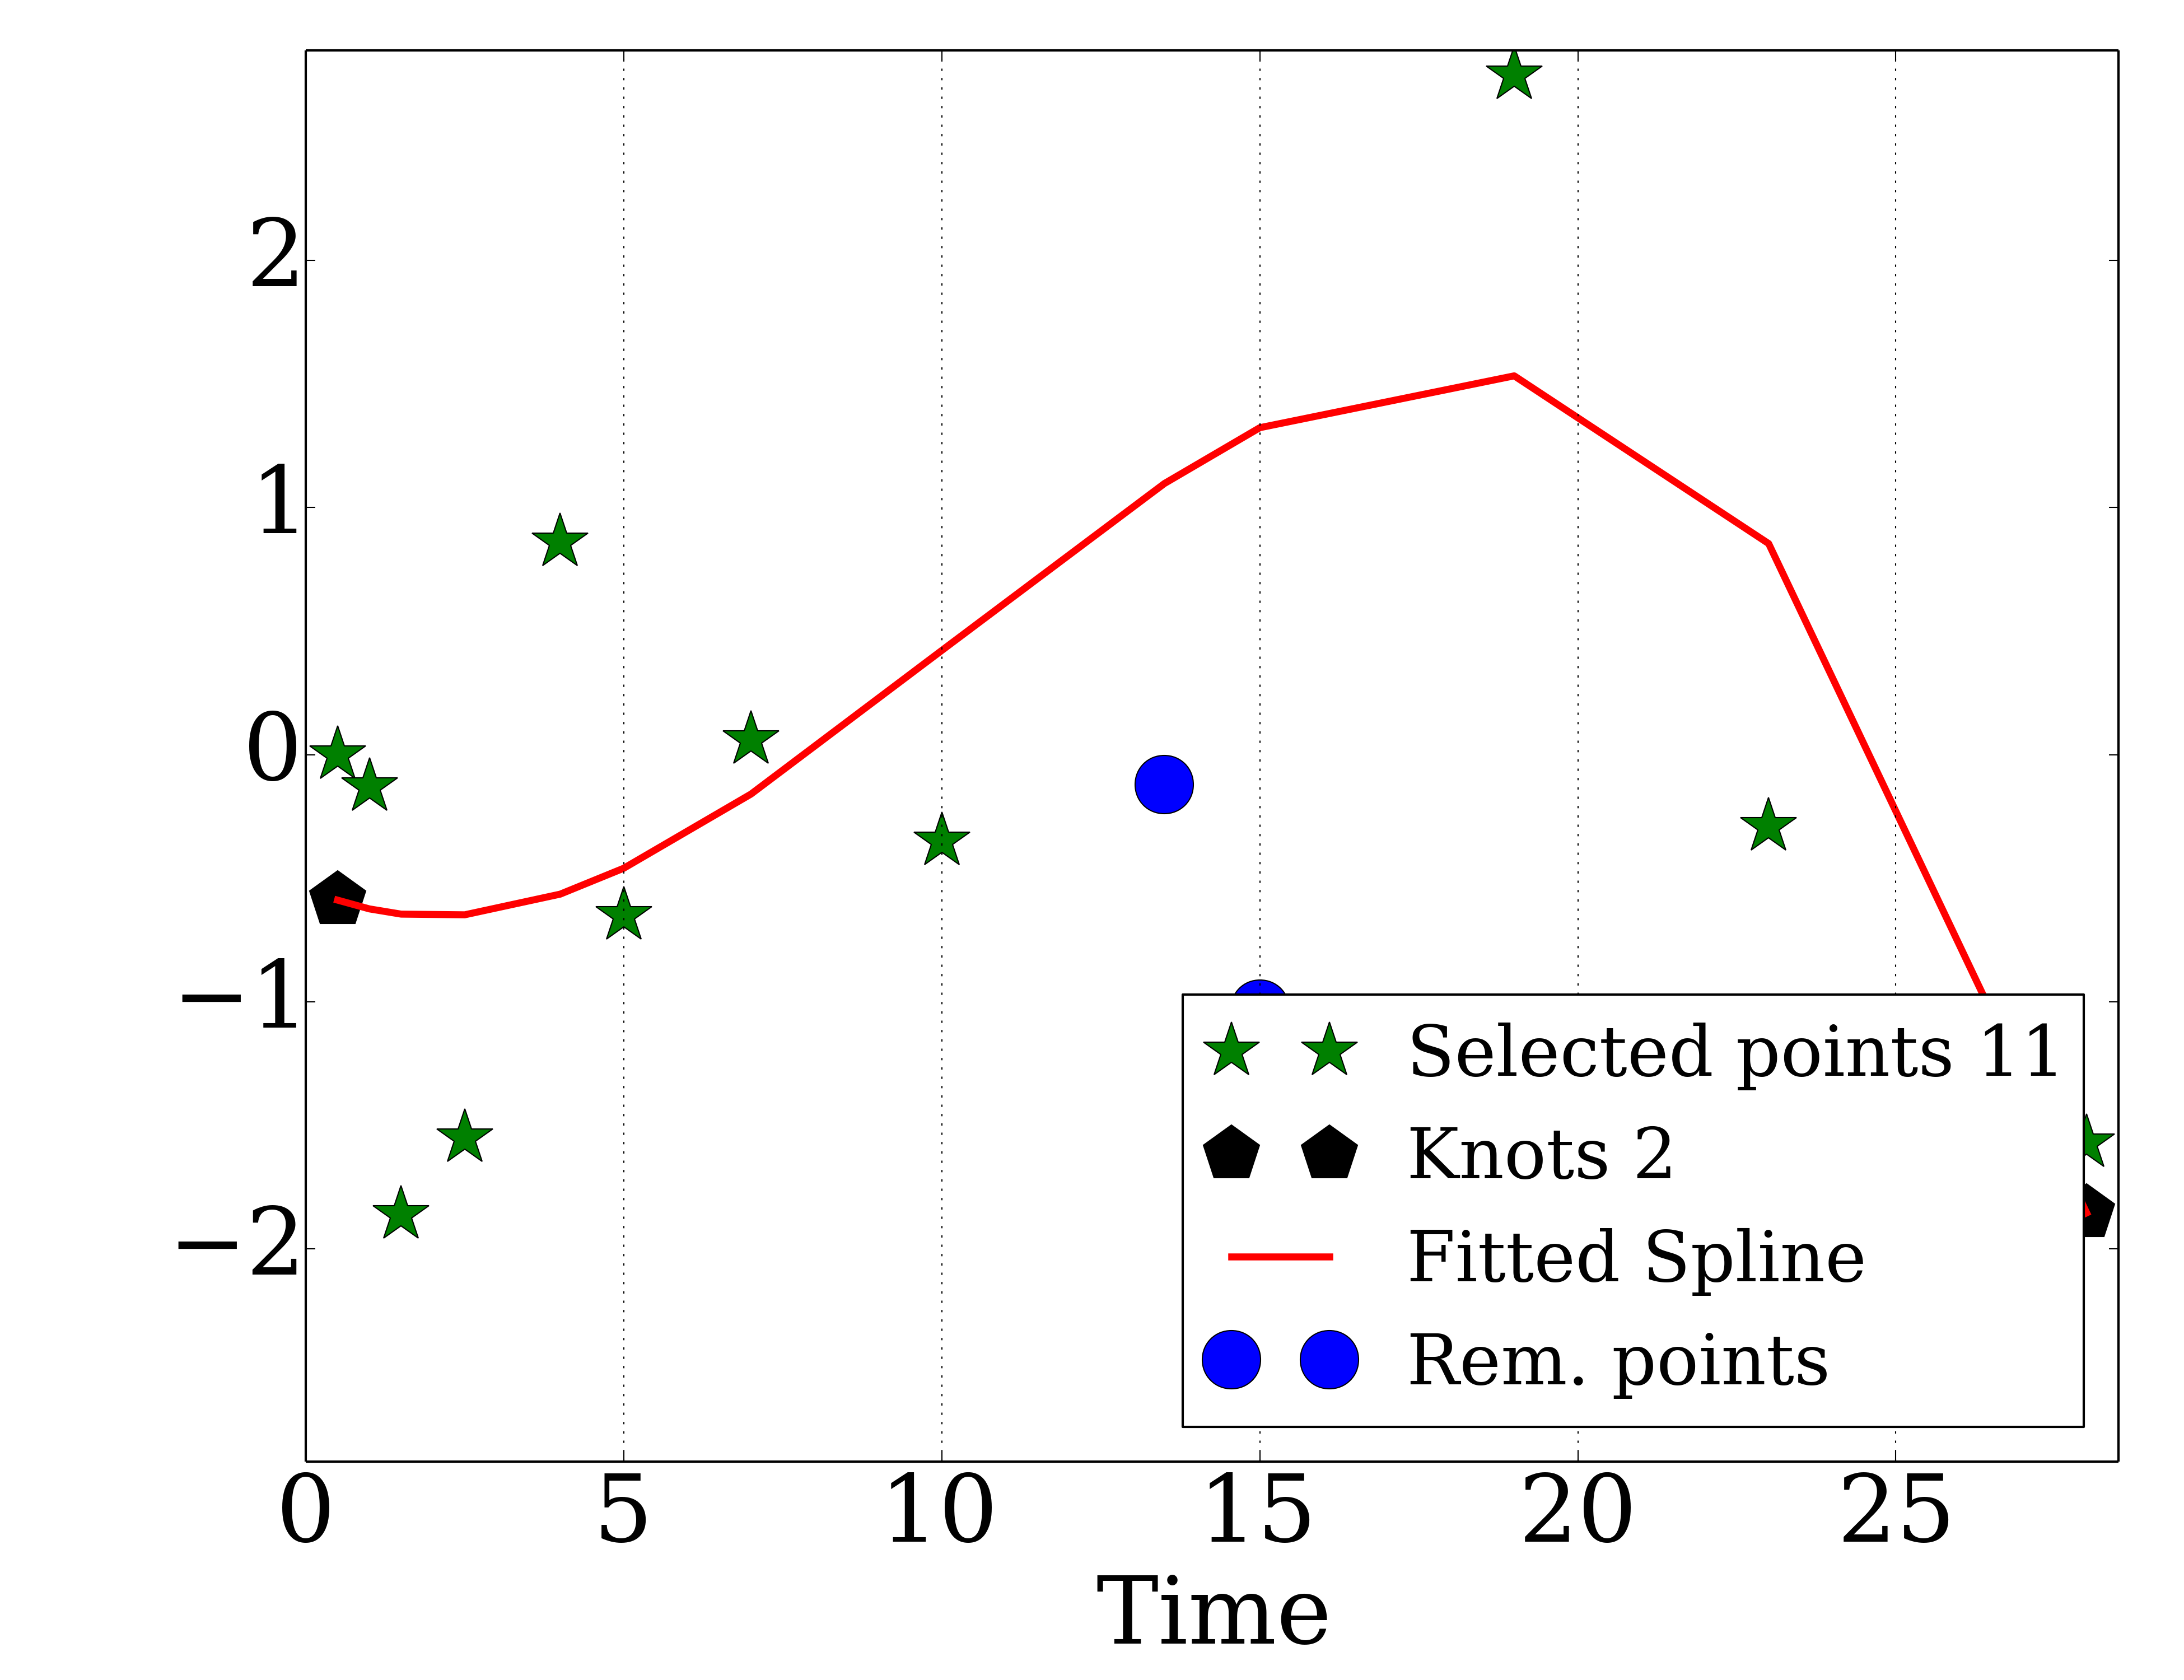 2
1
0
−1
−2
Selected points 11
Knots 2
Fitted Spline
Rem. points
0 5 10 15 20 25
Time